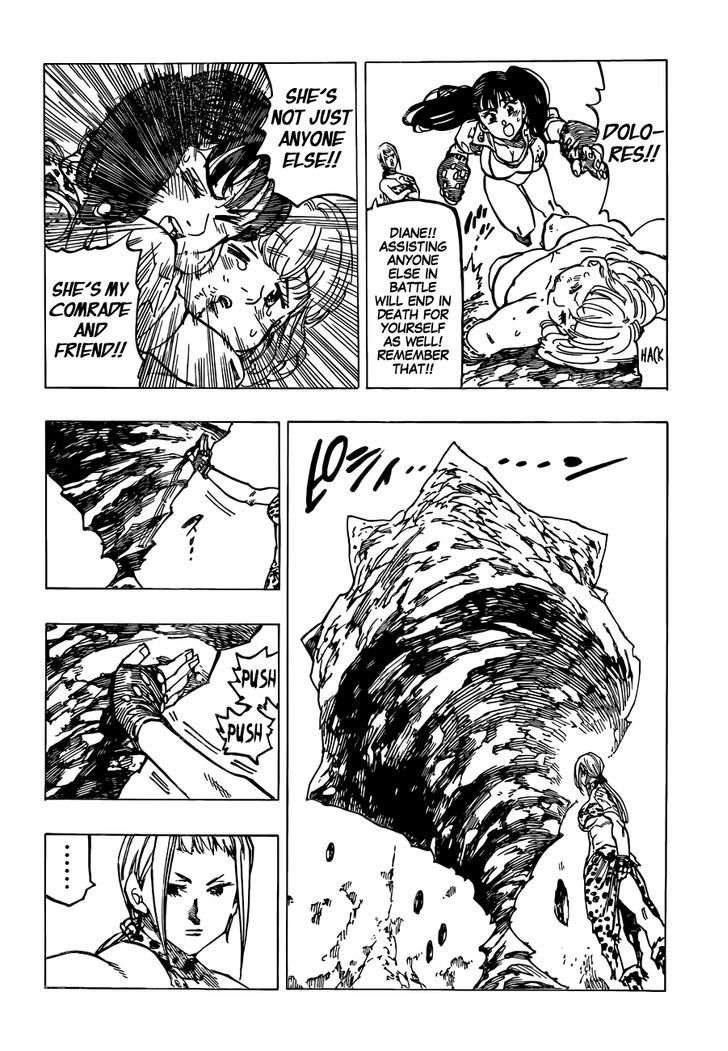 DOLO-
RES!!
DIANE!!
ASSISTING
ANYONE
ELSE IN
BATTLE
WILL END IN
DEATH FOR
YOURSELF
AS WELL!
REMEMBER
THAT!!
HACK
SHE'S
NOT JUST
ANYONE
ELSE!!
SHE'S MY
COMRADE
AND
FRIEND!!
PUSH
PUSH
......